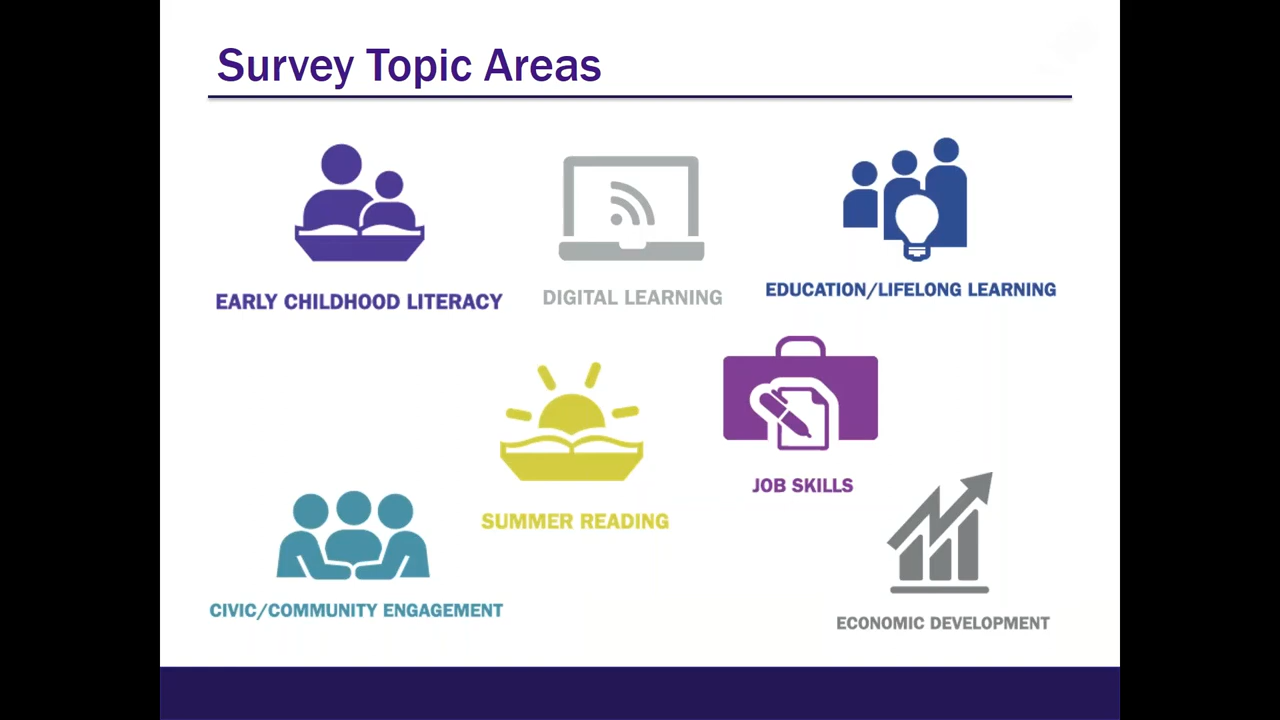 Survey Topic Areas
EARLY CHILDHOOD LITERACY
DIGITAL LEARNING
EDUCATION/LIFELONG LEARNING
SUMMER READING
JOB SKILLS
CIVIC/COMMUNITY ENGAGEMENT
ECONOMIC DEVELOPMENT